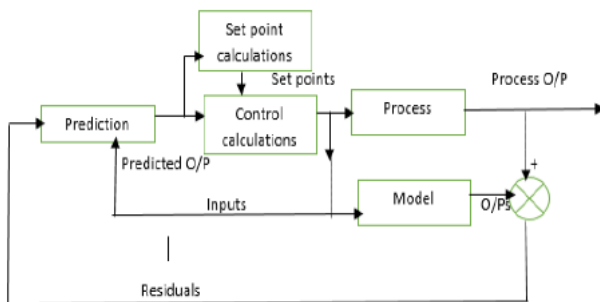 Set point
calculations
Set points
Process O/P
Prediction
Control
calculations
Process
Predicted O/P
+
Inputs
Model
O/Ps
Residuals